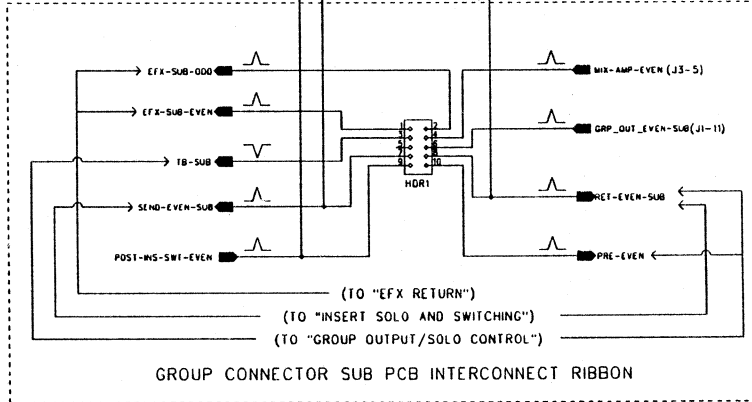 EFX-SUB-ODD MIX-AMP-EVEN (J3-5)
EFX-SUB-EVEN GRP_OUT_EVEN-SUB(J1-11)
1 2
3 4
5 6
7 8
9 10
TB-SUB
HDR1
SEND-EVEN-SUB RET-EVEN-SUB
POST-INS-SWT-EVEN PRE-EVEN
(TO "EFX RETURN")
(TO "INSERT SOLO AND SWITCHING")
(TO "GROUP OUTPUT/SOLO CONTROL")
GROUP CONNECTOR SUB PCB INTERCONNECT RIBBON